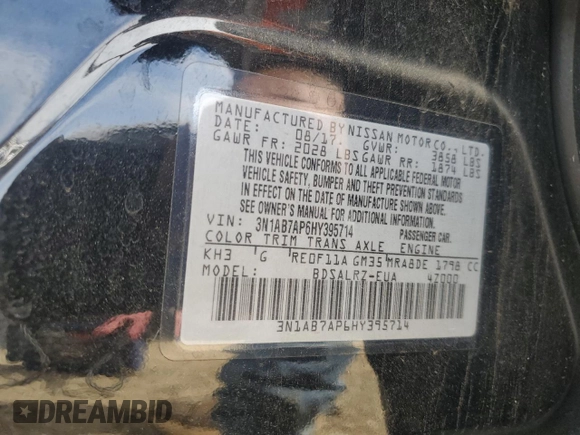 MANUFACTURED BY NISSAN MOTOR CO., LTD.
DATE: 08/17 GVWR: 3858 LBS
GAWR FR: 2028 LBS GAWR RR: 1874 LBS
THIS VEHICLE CONFORMS TO ALL APPLICABLE FEDERAL MOTOR
VEHICLE SAFETY, BUMPER AND THEFT PREVENTION STANDARDS
IN EFFECT ON THE DATE OF MANUFACTURE SHOWN ABOVE.
SEE OWNER'S MANUAL FOR ADDITIONAL INFORMATION.
VIN: 3N1AB7AP6HY395714 PASSENGER CAR.
COLOR TRIM TRANS AXLE ENGINE
KH3 G RE0F11A GM35 MRA8DE 1798 CC
MODEL: BDSALRZ-EUA 4Z000
3N1AB7AP6HY395714
DREAMBID